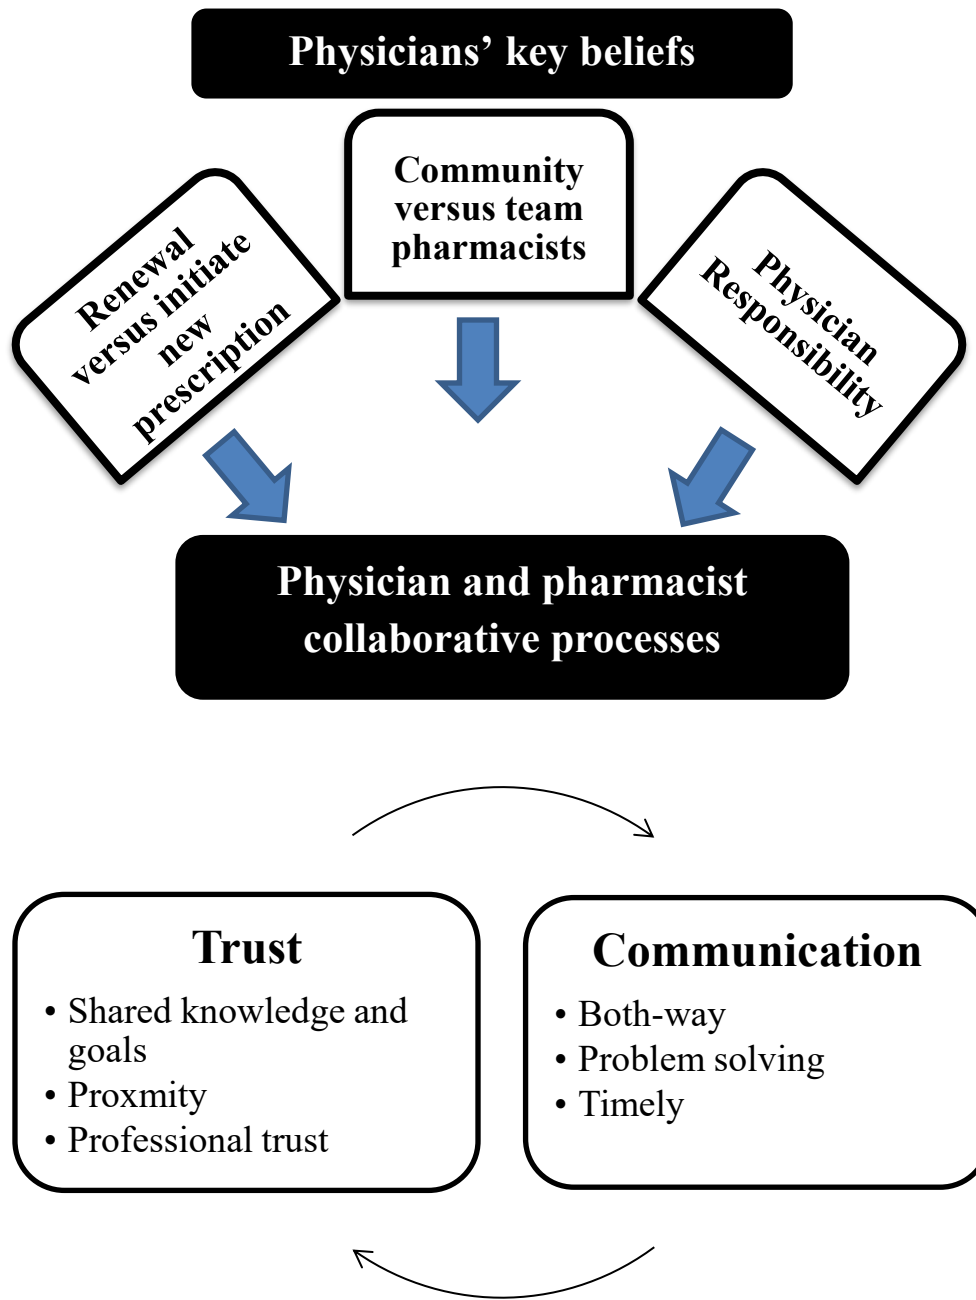 Physicians’ key beliefs
Renewal
versus initiate
new
prescription
Community
versus team
pharmacists
Physician
Responsibility
Physician and pharmacist
collaborative processes
Trust
• Shared knowledge and
goals
• Proxmity
• Professional trust
Communication
• Both-way
• Problem solving
• Timely